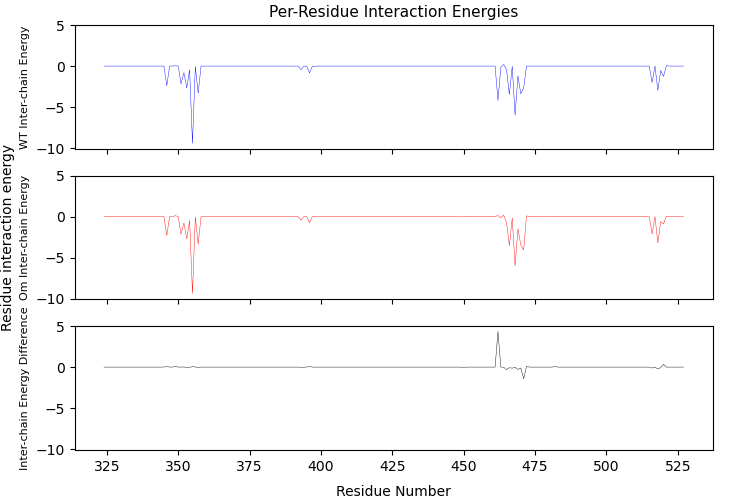 Per-Residue Interaction Energies
Residue interaction energy
WT Inter-chain Energy
5
0
−5
−10
Om Inter-chain Energy
5
0
−5
−10
Inter-chain Energy Difference
5
0
−5
−10
325 350 375 400 425 450 475 500 525
Residue Number